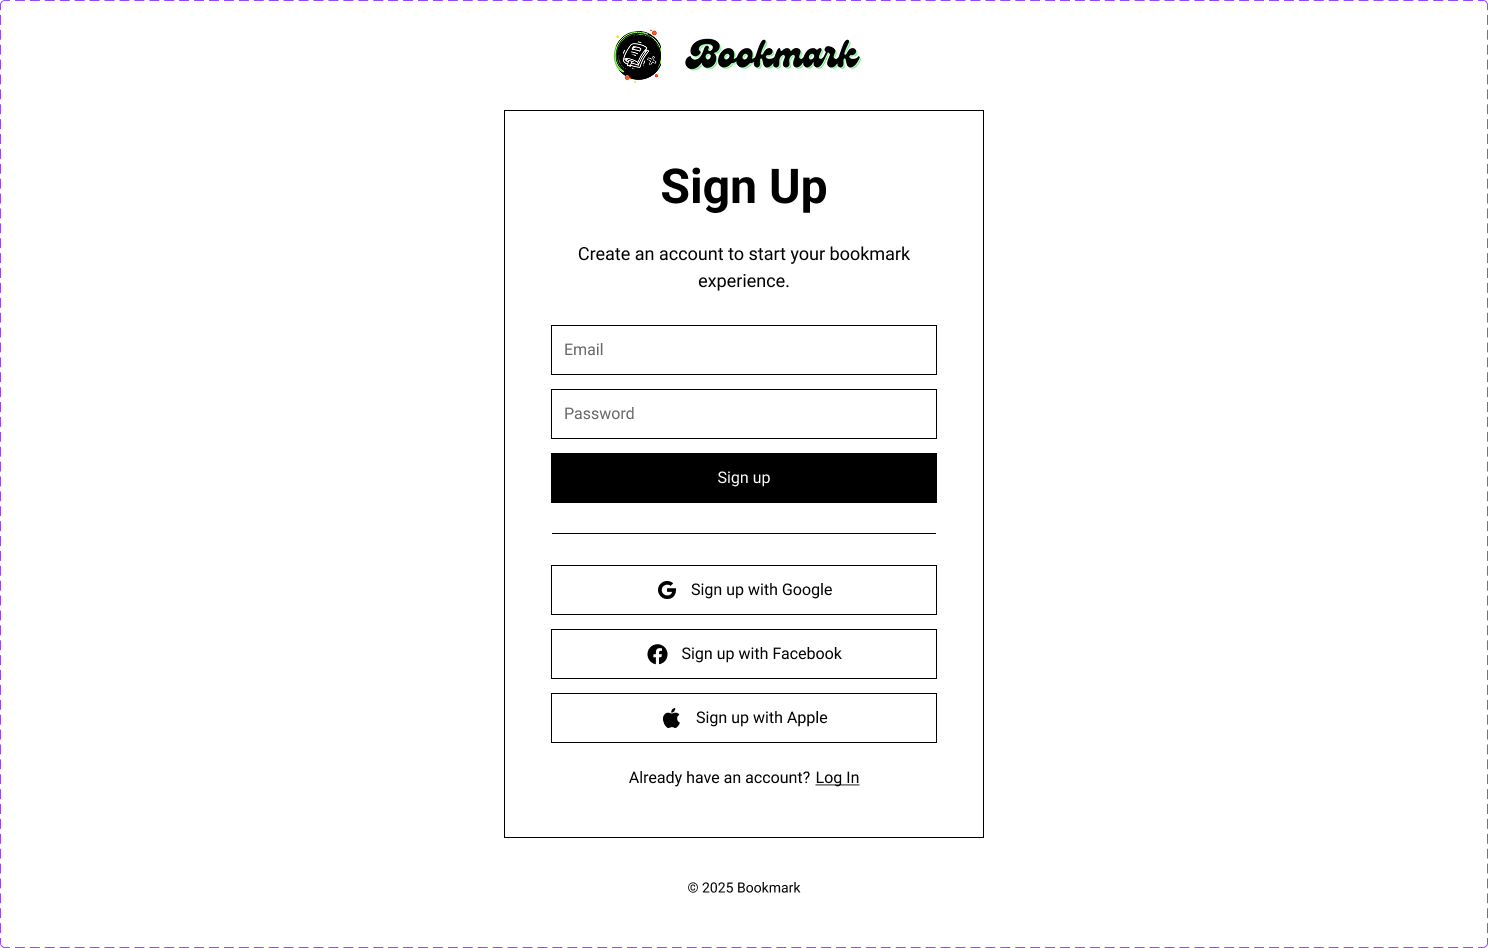 Bookmark
Sign Up
Create an account to start your bookmark
experience.
Email
Password
Sign up
Sign up with Google
Sign up with Facebook
Sign up with Apple
Already have an account? Log In
© 2025 Bookmark